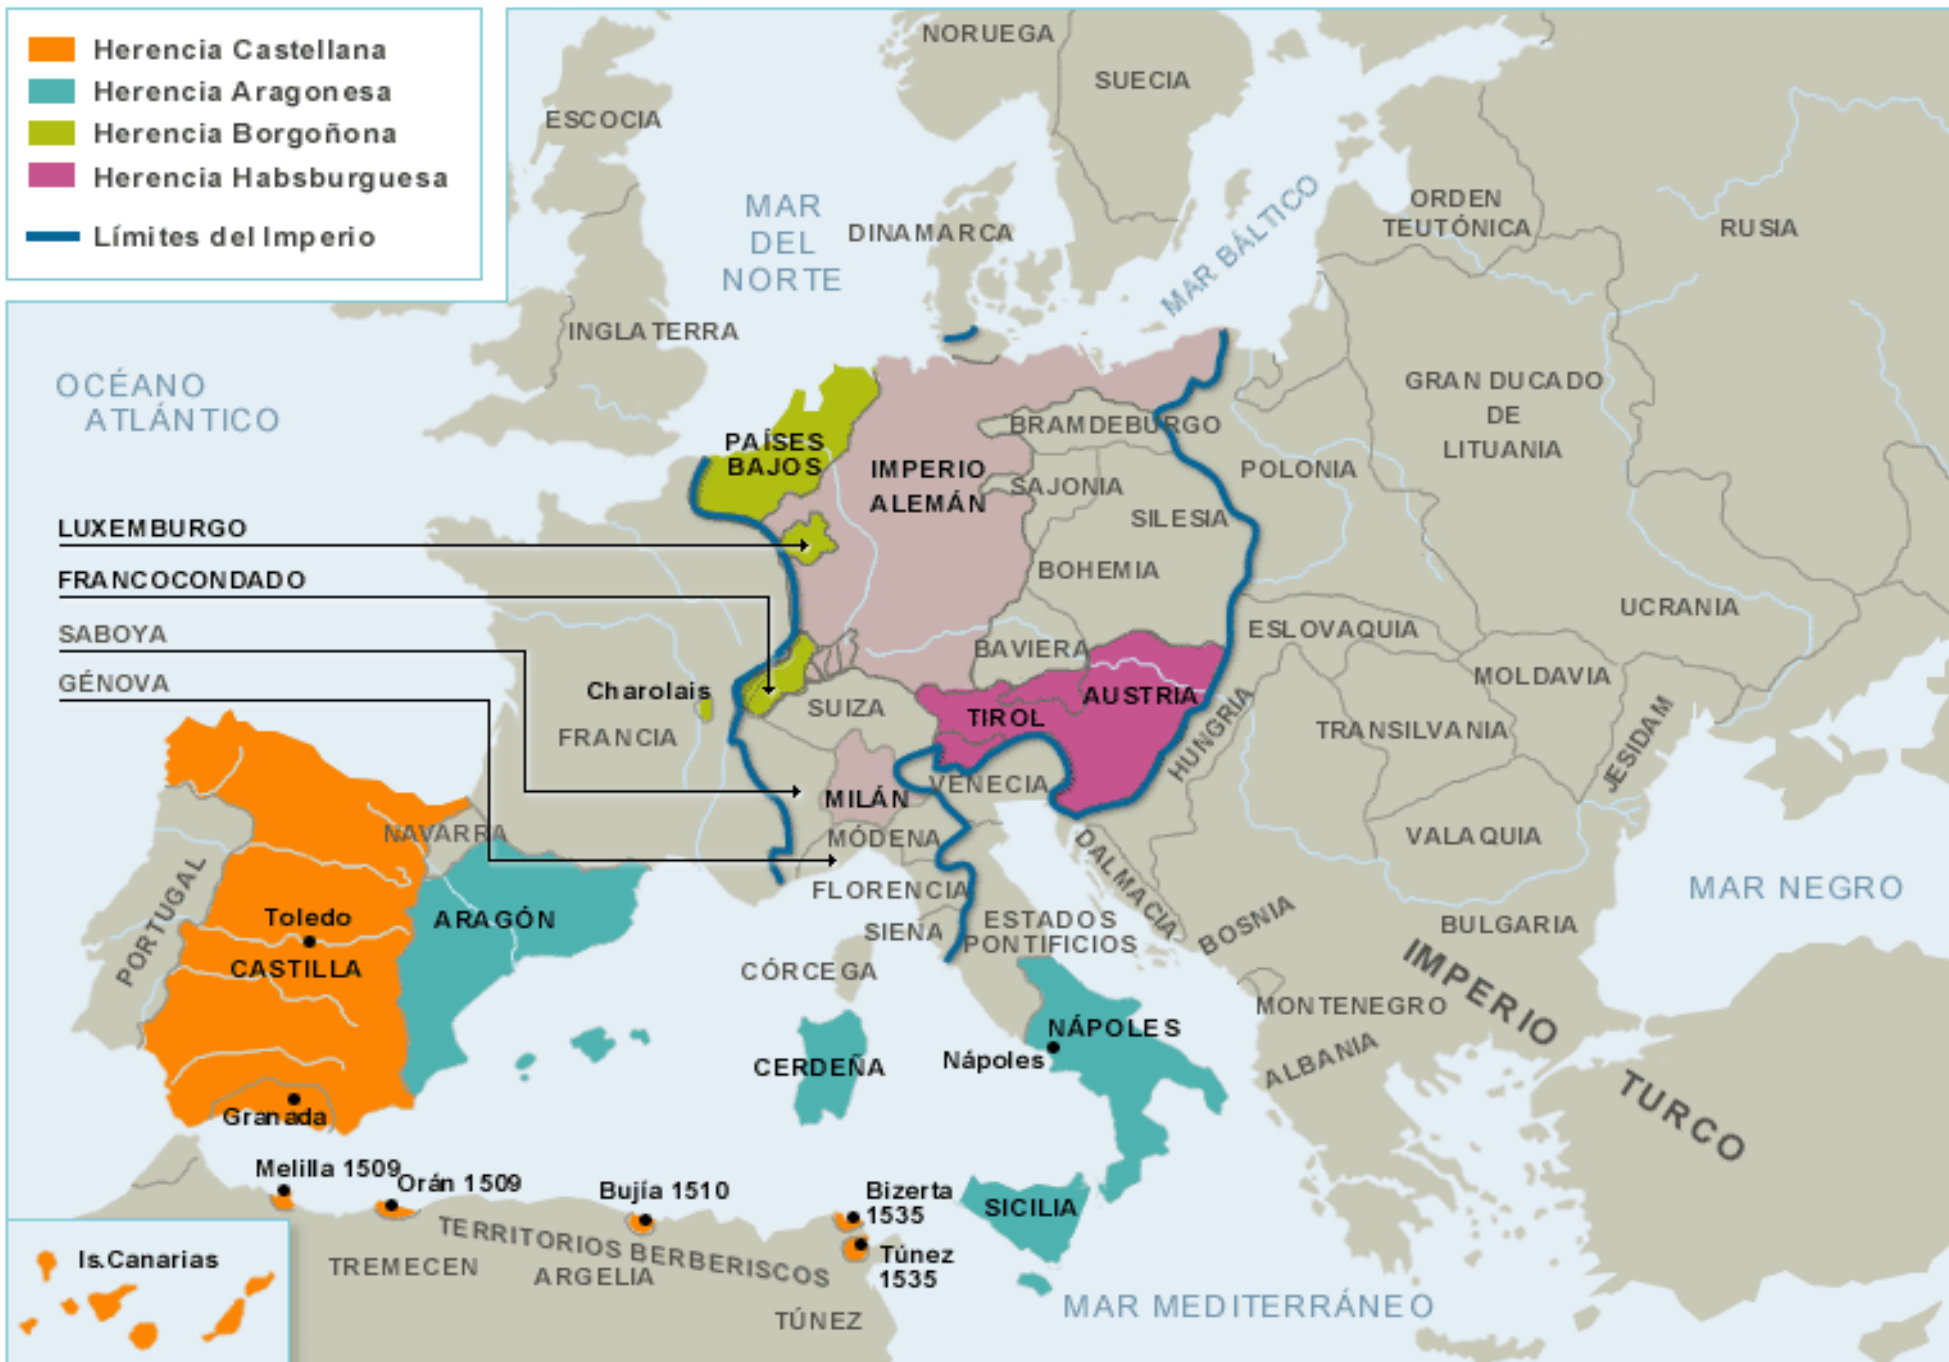 Herencia Castellana
Herencia Aragonesa
Herencia Borgoñona
Herencia Habsburguesa
Límites del Imperio
NORUEGA
SUECIA
ESCOCIA
MAR
DEL
NORTE
DINAMARCA
MAR BÁLTICO
ORDEN
TEUTÓNICA
RUSIA
INGLATERRA
OCÉANO
ATLÁNTICO
PAÍSES
BAJOS
IMPERIO
ALEMÁN
BRAMDEBURGO
SAJONIA
SILESIA
POLONIA
GRAN DUCADO
DE
LITUANIA
LUXEMBURGO
FRANCOCONDADO
SABOYA
GÉNOVA
BOHEMIA
BAVIERA
ESLOVAQUIA
UCRANIA
MOLDAVIA
Charolais
FRANCIA
SUIZA
TIROL
AUSTRIA
HUNGRIA
TRANSILVANIA
JESIDAM
MILÁN
VENECIA
MÓDENA
VALAQUIA
NAVARRA
PORTUGAL
Toledo
CASTILLA
ARAGÓN
FLORENCIA
SIENA
ESTADOS
PONTIFICIOS
DALMACIA
BOSNIA
BULGARIA
MAR NEGRO
CÓRCEGA
MONTENEGRO
ALBANIA
IMPERIO
TURCO
CERDEÑA
NÁPOLES
Nápoles
Granada
Melilla 1509
Orán 1509
Bujía 1510
Bizerta
1535
Túnez
1535
SICILIA
TERRITORIOS BERBERISCOS
TREMECEN
ARGELIA
TÚNEZ
MAR MEDITERRÁNEO
Is.Canarias